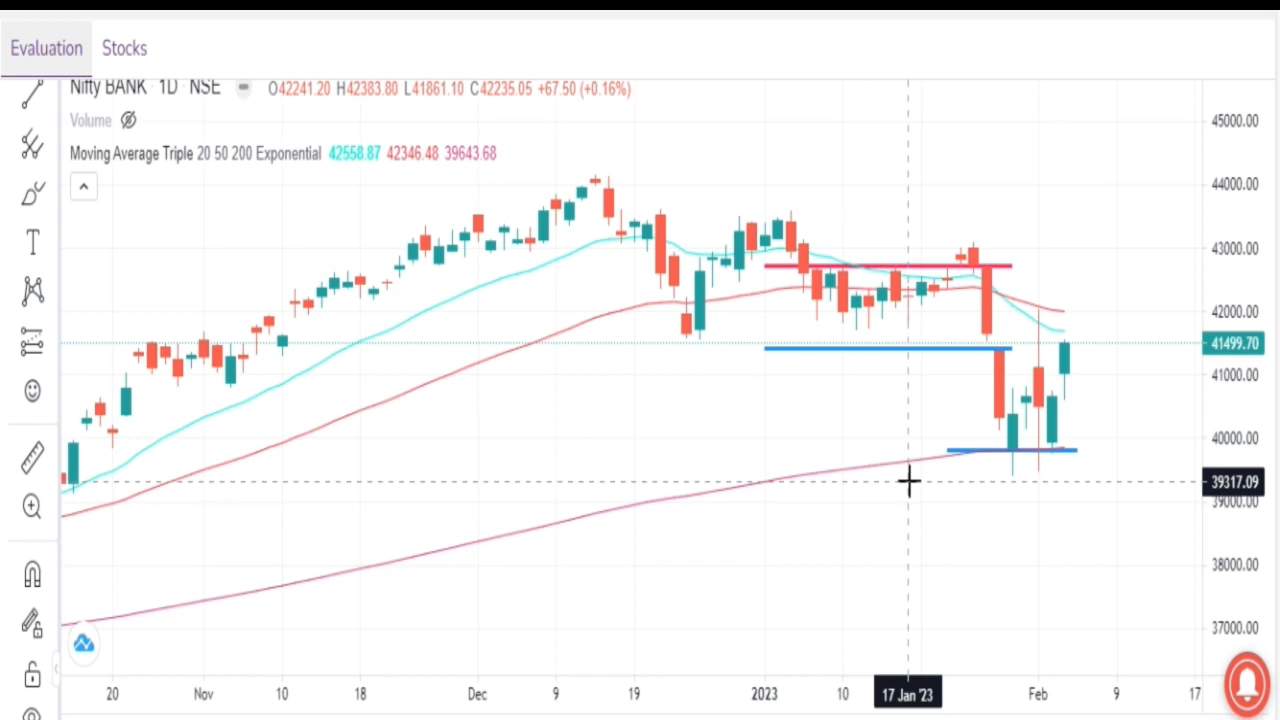 Evaluation Stocks
Nifty BANK · 1D · NSE O42241.20 H42383.80 L41861.10 C42235.05 +67.50 (+0.16%)
Volume
Moving Average Triple 20 50 200 Exponential 42558.87 42346.48 39643.68
45000.00
44000.00
43000.00
42000.00
41499.70
41000.00
40000.00
39317.09
39000.00
38000.00
37000.00
20 Nov 10 18 Dec 9 19 2023 10 17 Jan '23 Feb 9 17